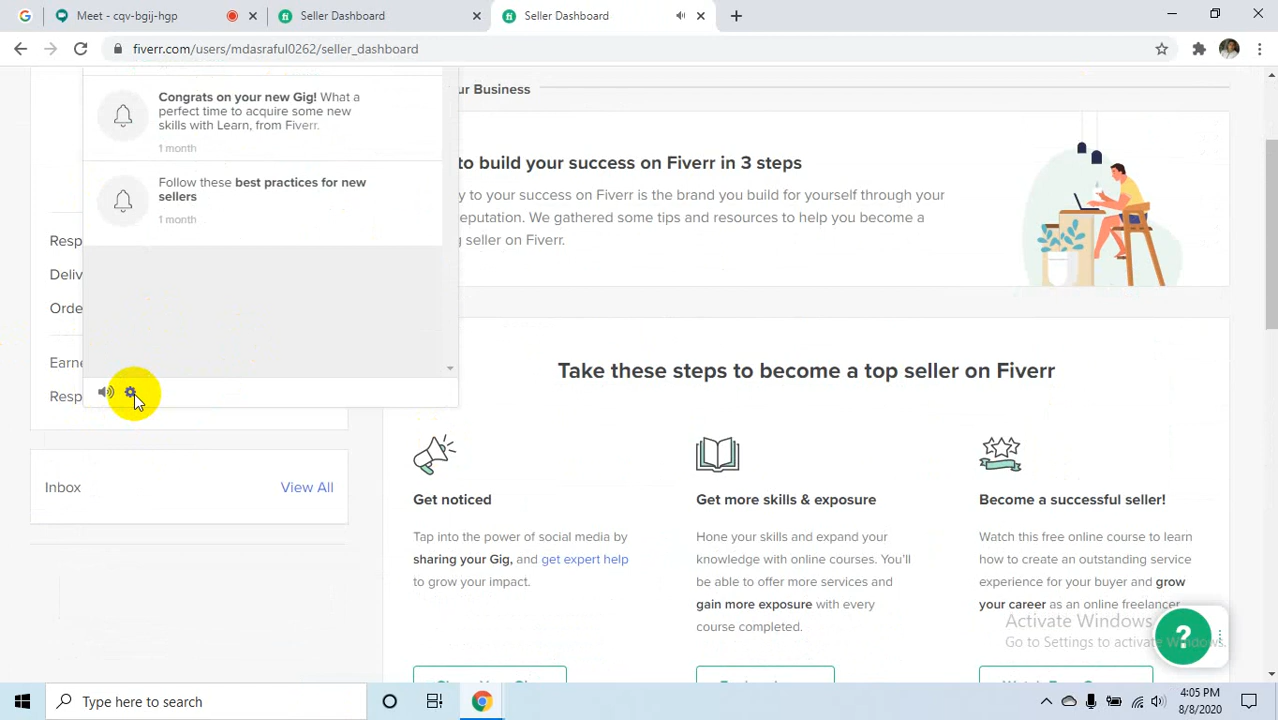 Meet - cqv-bgij-hgp
Seller Dashboard
Seller Dashboard
fiverr.com/users/mdasraful0262/seller_dashboard
Congrats on your new Gig! What a
perfect time to acquire some new
skills with Learn, from Fiverr.
1 month
Follow these best practices for new
sellers
1 month
Resp
Deliv
Orde
Earne
Resp
Inbox
View All
ur Business
to build your success on Fiverr in 3 steps
y to your success on Fiverr is the brand you build for yourself through your
eputation. We gathered some tips and resources to help you become a
g seller on Fiverr.
Take these steps to become a top seller on Fiverr
Get noticed
Tap into the power of social media by
sharing your Gig, and get expert help
to grow your impact.
Get more skills & exposure
Hone your skills and expand your
knowledge with online courses. You'll
be able to offer more services and
gain more exposure with every
course completed.
Become a successful seller!
Watch this free online course to learn
how to create an outstanding service
experience for your buyer and grow
your career as an online freelancer
Activate Windows
Go to Settings to activate Windows.
?
Type here to search
4:05 PM
8/8/2020